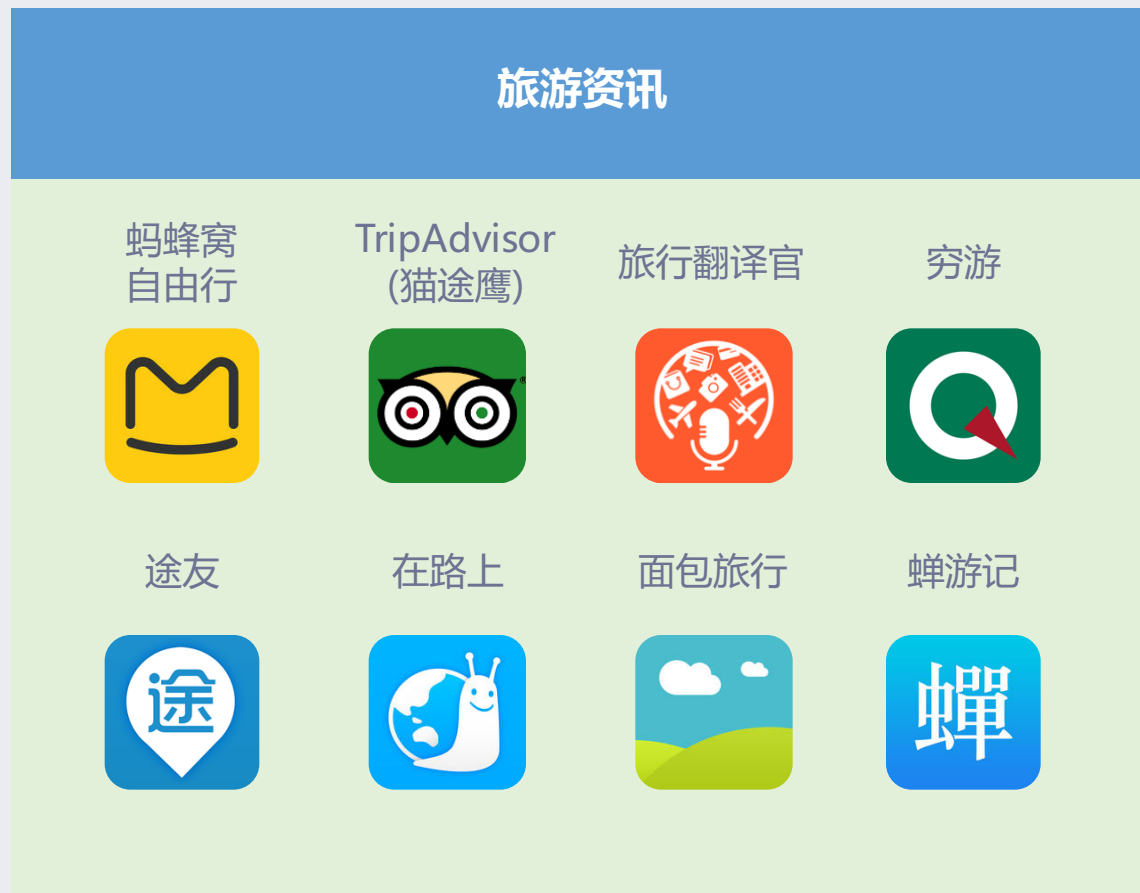 旅游资讯
蚂蜂窝
自由行
TripAdvisor
(猫途鹰)
旅行翻译官
穷游
®
途友
在路上
面包旅行
蝉游记
途
蟬